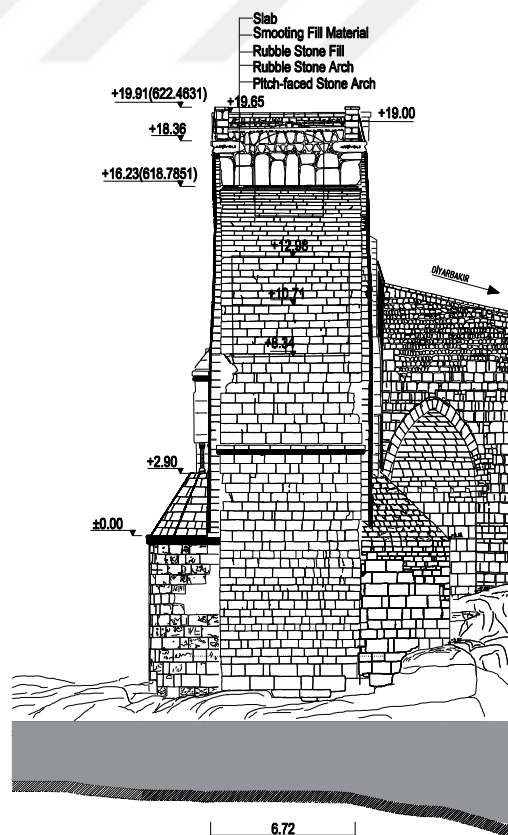 Slab
Smooting Fill Material
Rubble Stone Fill
Rubble Stone Arch
Pitch-faced Stone Arch
+19.91(622.4631)
+19.65
+19.00
+18.36
+16.23(618.7851)
+12.98
DİYARBAKIR
+10.71
+8.34
+2.90
±0.00
6.72